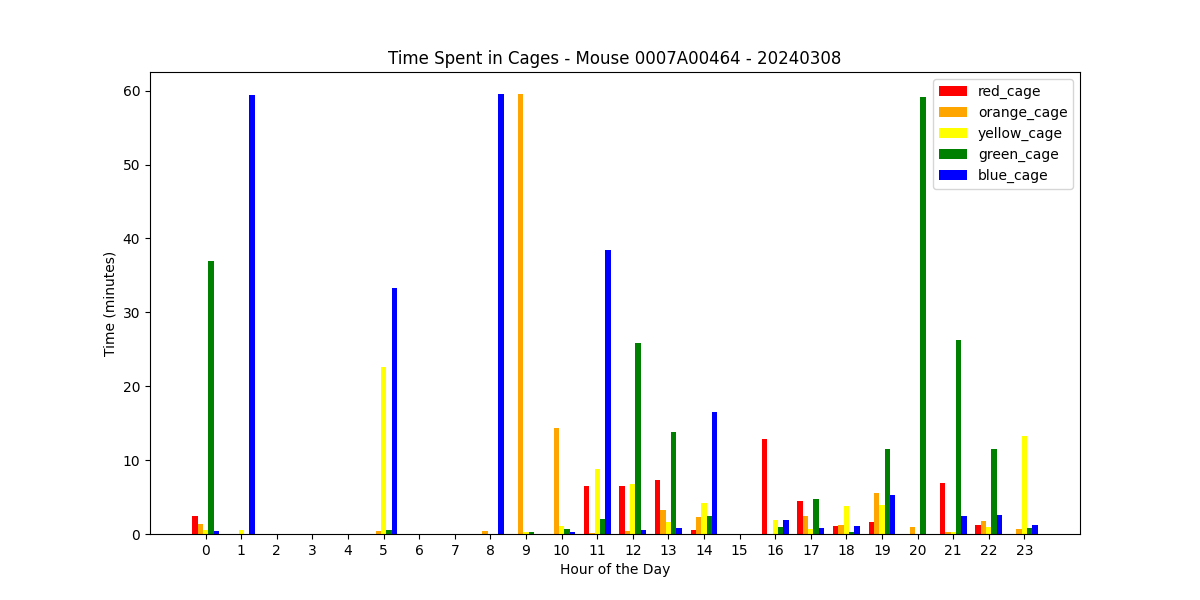 Time Spent in Cages - Mouse 0007A00464 - 20240308
red_cage
orange_cage
yellow_cage
green_cage
blue_cage
Time (minutes)
60
50
40
30
20
10
0
0 1 2 3 4 5 6 7 8 9 10 11 12 13 14 15 16 17 18 19 20 21 22 23
Hour of the Day